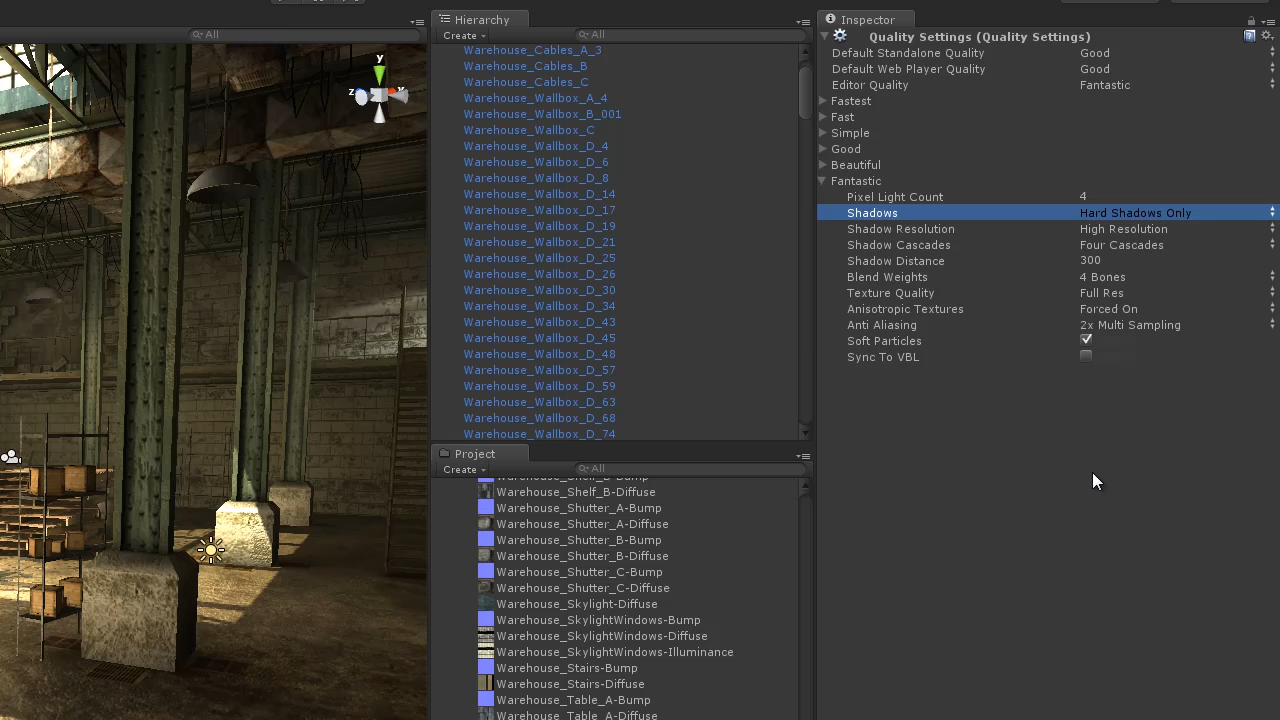 All
y
z
Hierarchy
Create
All
Warehouse_Cables_A_3
Warehouse_Cables_B
Warehouse_Cables_C
Warehouse_Wallbox_A_4
Warehouse_Wallbox_B_001
Warehouse_Wallbox_C
Warehouse_Wallbox_D_4
Warehouse_Wallbox_D_6
Warehouse_Wallbox_D_8
Warehouse_Wallbox_D_14
Warehouse_Wallbox_D_17
Warehouse_Wallbox_D_19
Warehouse_Wallbox_D_21
Warehouse_Wallbox_D_25
Warehouse_Wallbox_D_26
Warehouse_Wallbox_D_30
Warehouse_Wallbox_D_34
Warehouse_Wallbox_D_43
Warehouse_Wallbox_D_45
Warehouse_Wallbox_D_48
Warehouse_Wallbox_D_57
Warehouse_Wallbox_D_59
Warehouse_Wallbox_D_63
Warehouse_Wallbox_D_68
Warehouse_Wallbox_D_74
Project
Create
All
Warehouse_Shelf_B-Bump
Warehouse_Shelf_B-Diffuse
Warehouse_Shutter_A-Bump
Warehouse_Shutter_A-Diffuse
Warehouse_Shutter_B-Bump
Warehouse_Shutter_B-Diffuse
Warehouse_Shutter_C-Bump
Warehouse_Shutter_C-Diffuse
Warehouse_Skylight-Diffuse
Warehouse_SkylightWindows-Bump
Warehouse_SkylightWindows-Diffuse
Warehouse_SkylightWindows-Illuminance
Warehouse_Stairs-Bump
Warehouse_Stairs-Diffuse
Warehouse_Table_A-Bump
Warehouse_Table_A-Diffuse
Inspector
Quality Settings (Quality Settings)
Default Standalone Quality Good
Default Web Player Quality Good
Editor Quality Fantastic
Fastest
Fast
Simple
Good
Beautiful
Fantastic
Pixel Light Count 4
Shadows Hard Shadows Only
Shadow Resolution High Resolution
Shadow Cascades Four Cascades
Shadow Distance 300
Blend Weights 4 Bones
Texture Quality Full Res
Anisotropic Textures Forced On
Anti Aliasing 2x Multi Sampling
Soft Particles
Sync To VBL